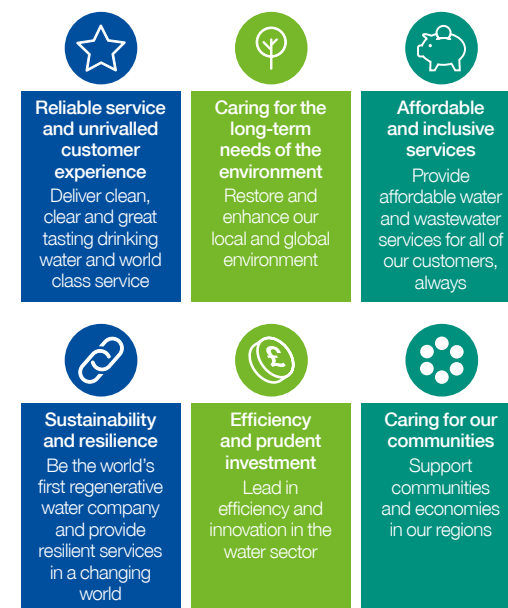 Reliable service
and unrivalled
customer
experience
Deliver clean,
clear and great
tasting drinking
water and world
class service
Caring for the
long-term
needs of the
environment
Restore and
enhance our
local and global
environment
Affordable
and inclusive
services
Provide
affordable water
and wastewater
services for all of
our customers,
always
Sustainability
and resilience
Be the world's
first regenerative
water company
and provide
resilient services
in a changing
world
£
Efficiency
and prudent
investment
Lead in
efficiency and
innovation in the
water sector
Caring for our
communities
Support
communities
and economies
in our regions